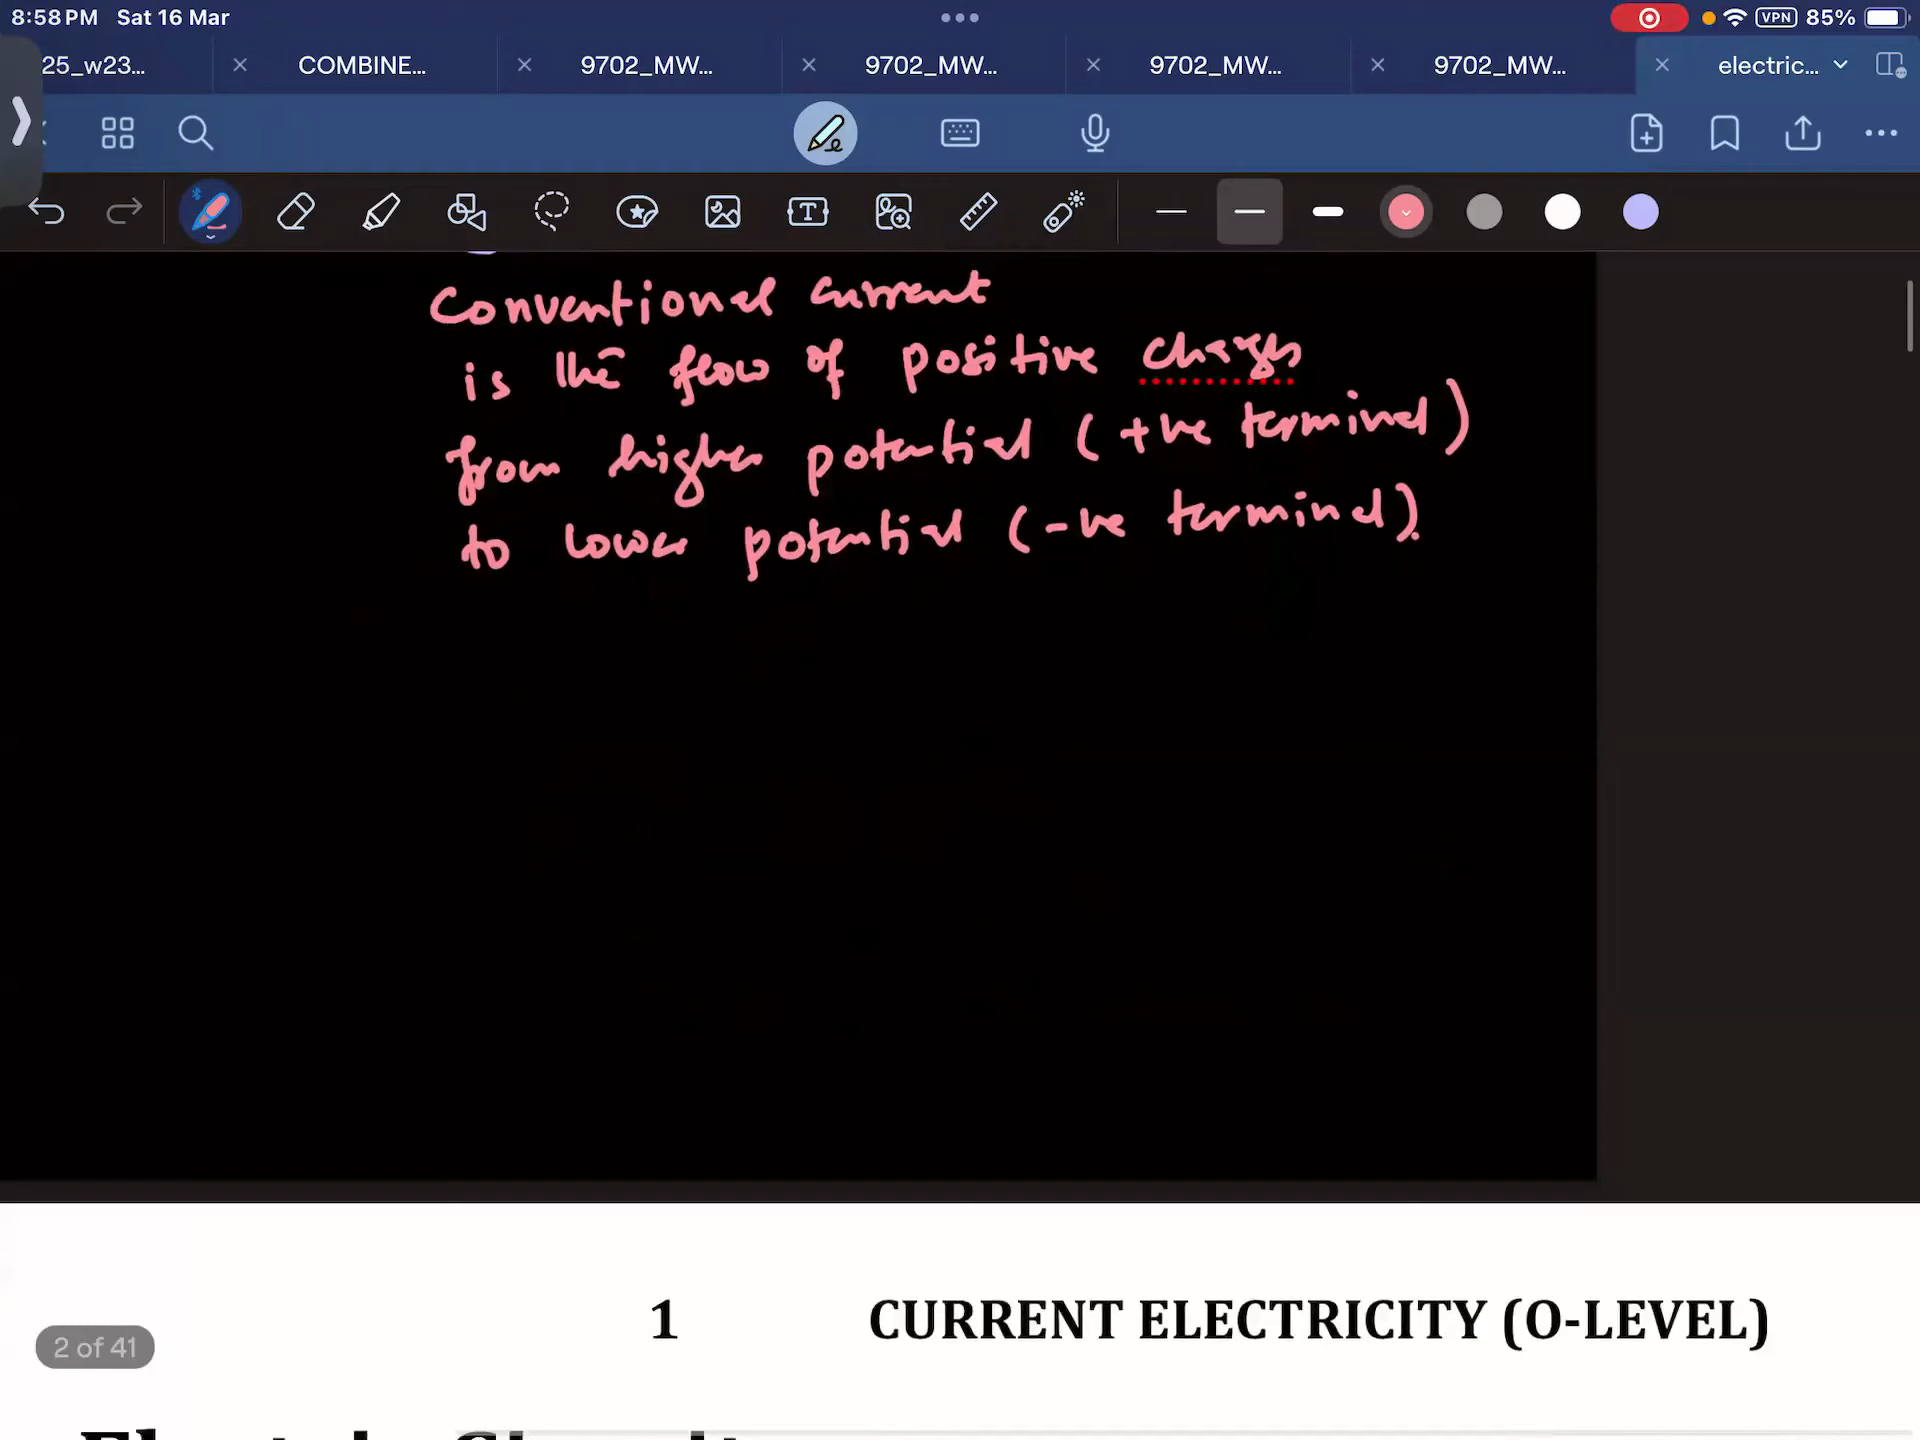 8:58 PM Sat 16 Mar
VPN 85%
25_w23...
COMBINE...
9702_MW...
9702_MW...
9702_MW...
9702_MW...
electric...
Conventional current
is the flow of positive charges
from higher potential (+ve terminal)
to lower potential (-ve terminal).
1 CURRENT ELECTRICITY (O-LEVEL)
2 of 41